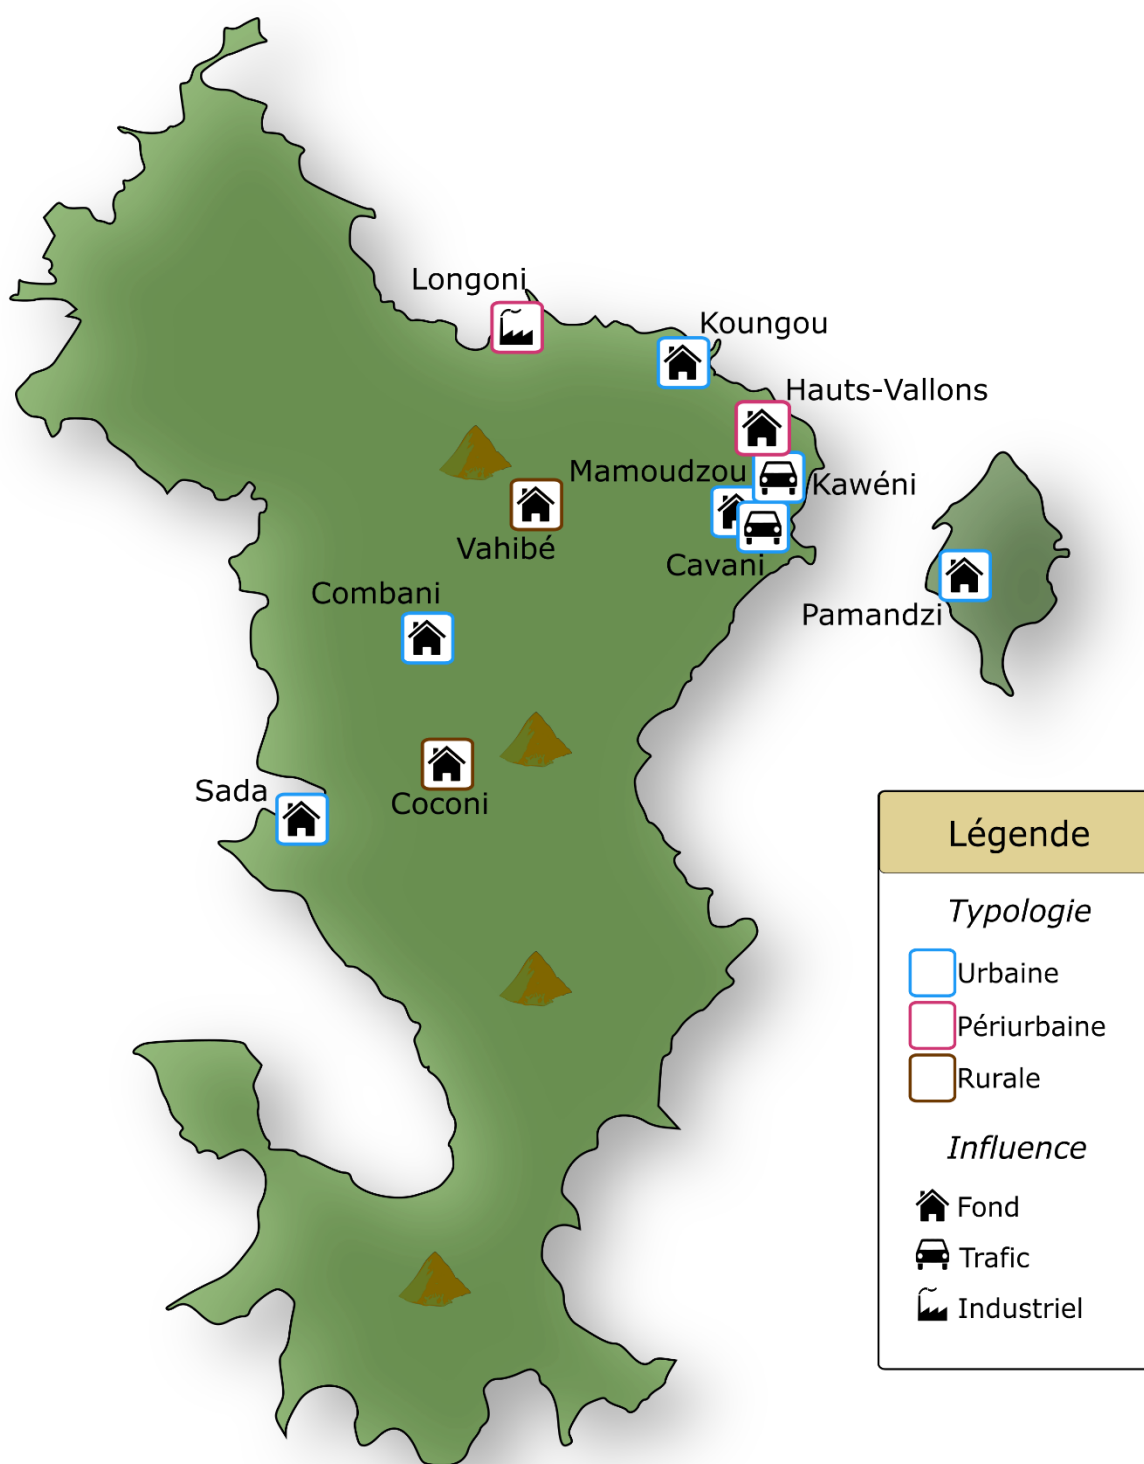 Longoni
Koungou
Hauts-Vallons
Mamoudzou
Kawéni
Vahibé
Cavani
Combani
Pamandzi
Sada
Coconi
Légende
Typologie
Urbaine
Périurbaine
Rurale
Influence
Fond
Trafic
Industriel